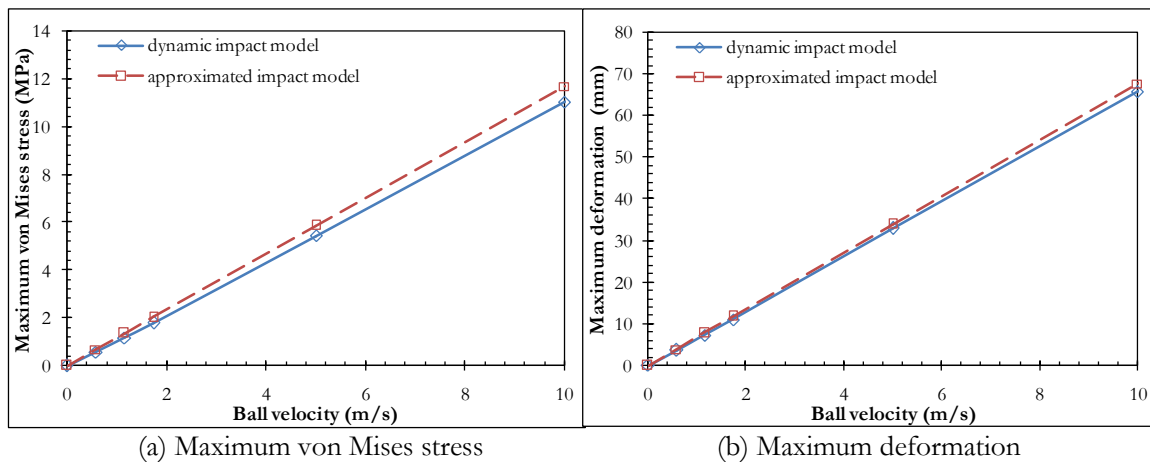 Maximum von Mises stress (MPa)
14
12
10
8
6
4
2
0
dynamic impact model
approximated impact model
0 2 4 6 8 10
Ball velocity (m/s)
(a) Maximum von Mises stress
Maximum deformation (mm)
80
70
60
50
40
30
20
10
0
dynamic impact model
approximated impact model
0 2 4 6 8 10
Ball velocity (m/s)
(b) Maximum deformation